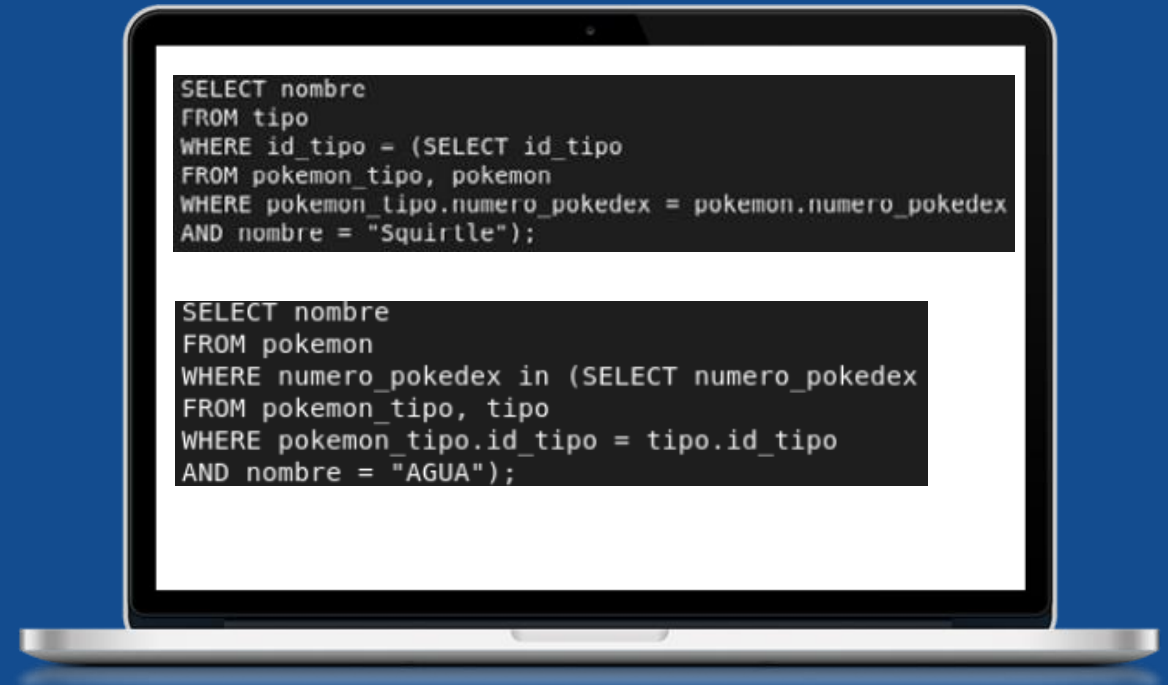 SELECT nombre
FROM tipo
WHERE id_tipo = (SELECT id_tipo
FROM pokemon_tipo, pokemon
WHERE pokemon_tipo.numero_pokedex = pokemon.numero_pokedex
AND nombre = "Squirtle");
SELECT nombre
FROM pokemon
WHERE numero_pokedex in (SELECT numero_pokedex
FROM pokemon_tipo, tipo
WHERE pokemon_tipo.id_tipo = tipo.id_tipo
AND nombre = "AGUA");